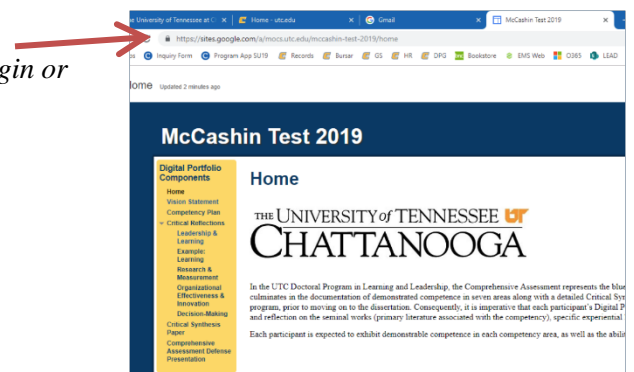 he University of Tennessee at C
Home - utc.edu
Gmail
McCashin Test 2019
https://sites.google.com/a/mocs.utc.edu/mccashin-test-2019/home
Inquiry Form Program App SU19 Records Bursar GS HR DPG Bookstore EMS Web O365 LEAD
gin or
ome Updated 2 minutes ago
McCashin Test 2019
Digital Portfolio
Components
Home
Vision Statement
Competency Plan
Critical Reflections
Leadership &
Learning
Example:
Learning
Research &
Measurement
Organizational
Effectiveness &
Innovation
Decision-Making
Critical Synthesis
Paper
Comprehensive
Assessment Defense
Presentation
Home
THE UNIVERSITY of TENNESSEE UT
CHATTANOOGA
In the UTC Doctoral Program in Learning and Leadership, the Comprehensive Assessment represents the blue
culminates in the documentation of demonstrated competence in seven areas along with a detailed Critical Syn
program, prior to moving on to the dissertation. Consequently, it is imperative that each participant's Digital P
and reflection on the seminal works (primary literature associated with the competency), specific experiential
Each participant is expected to exhibit demonstrable competence in each competency area, as well as the abili